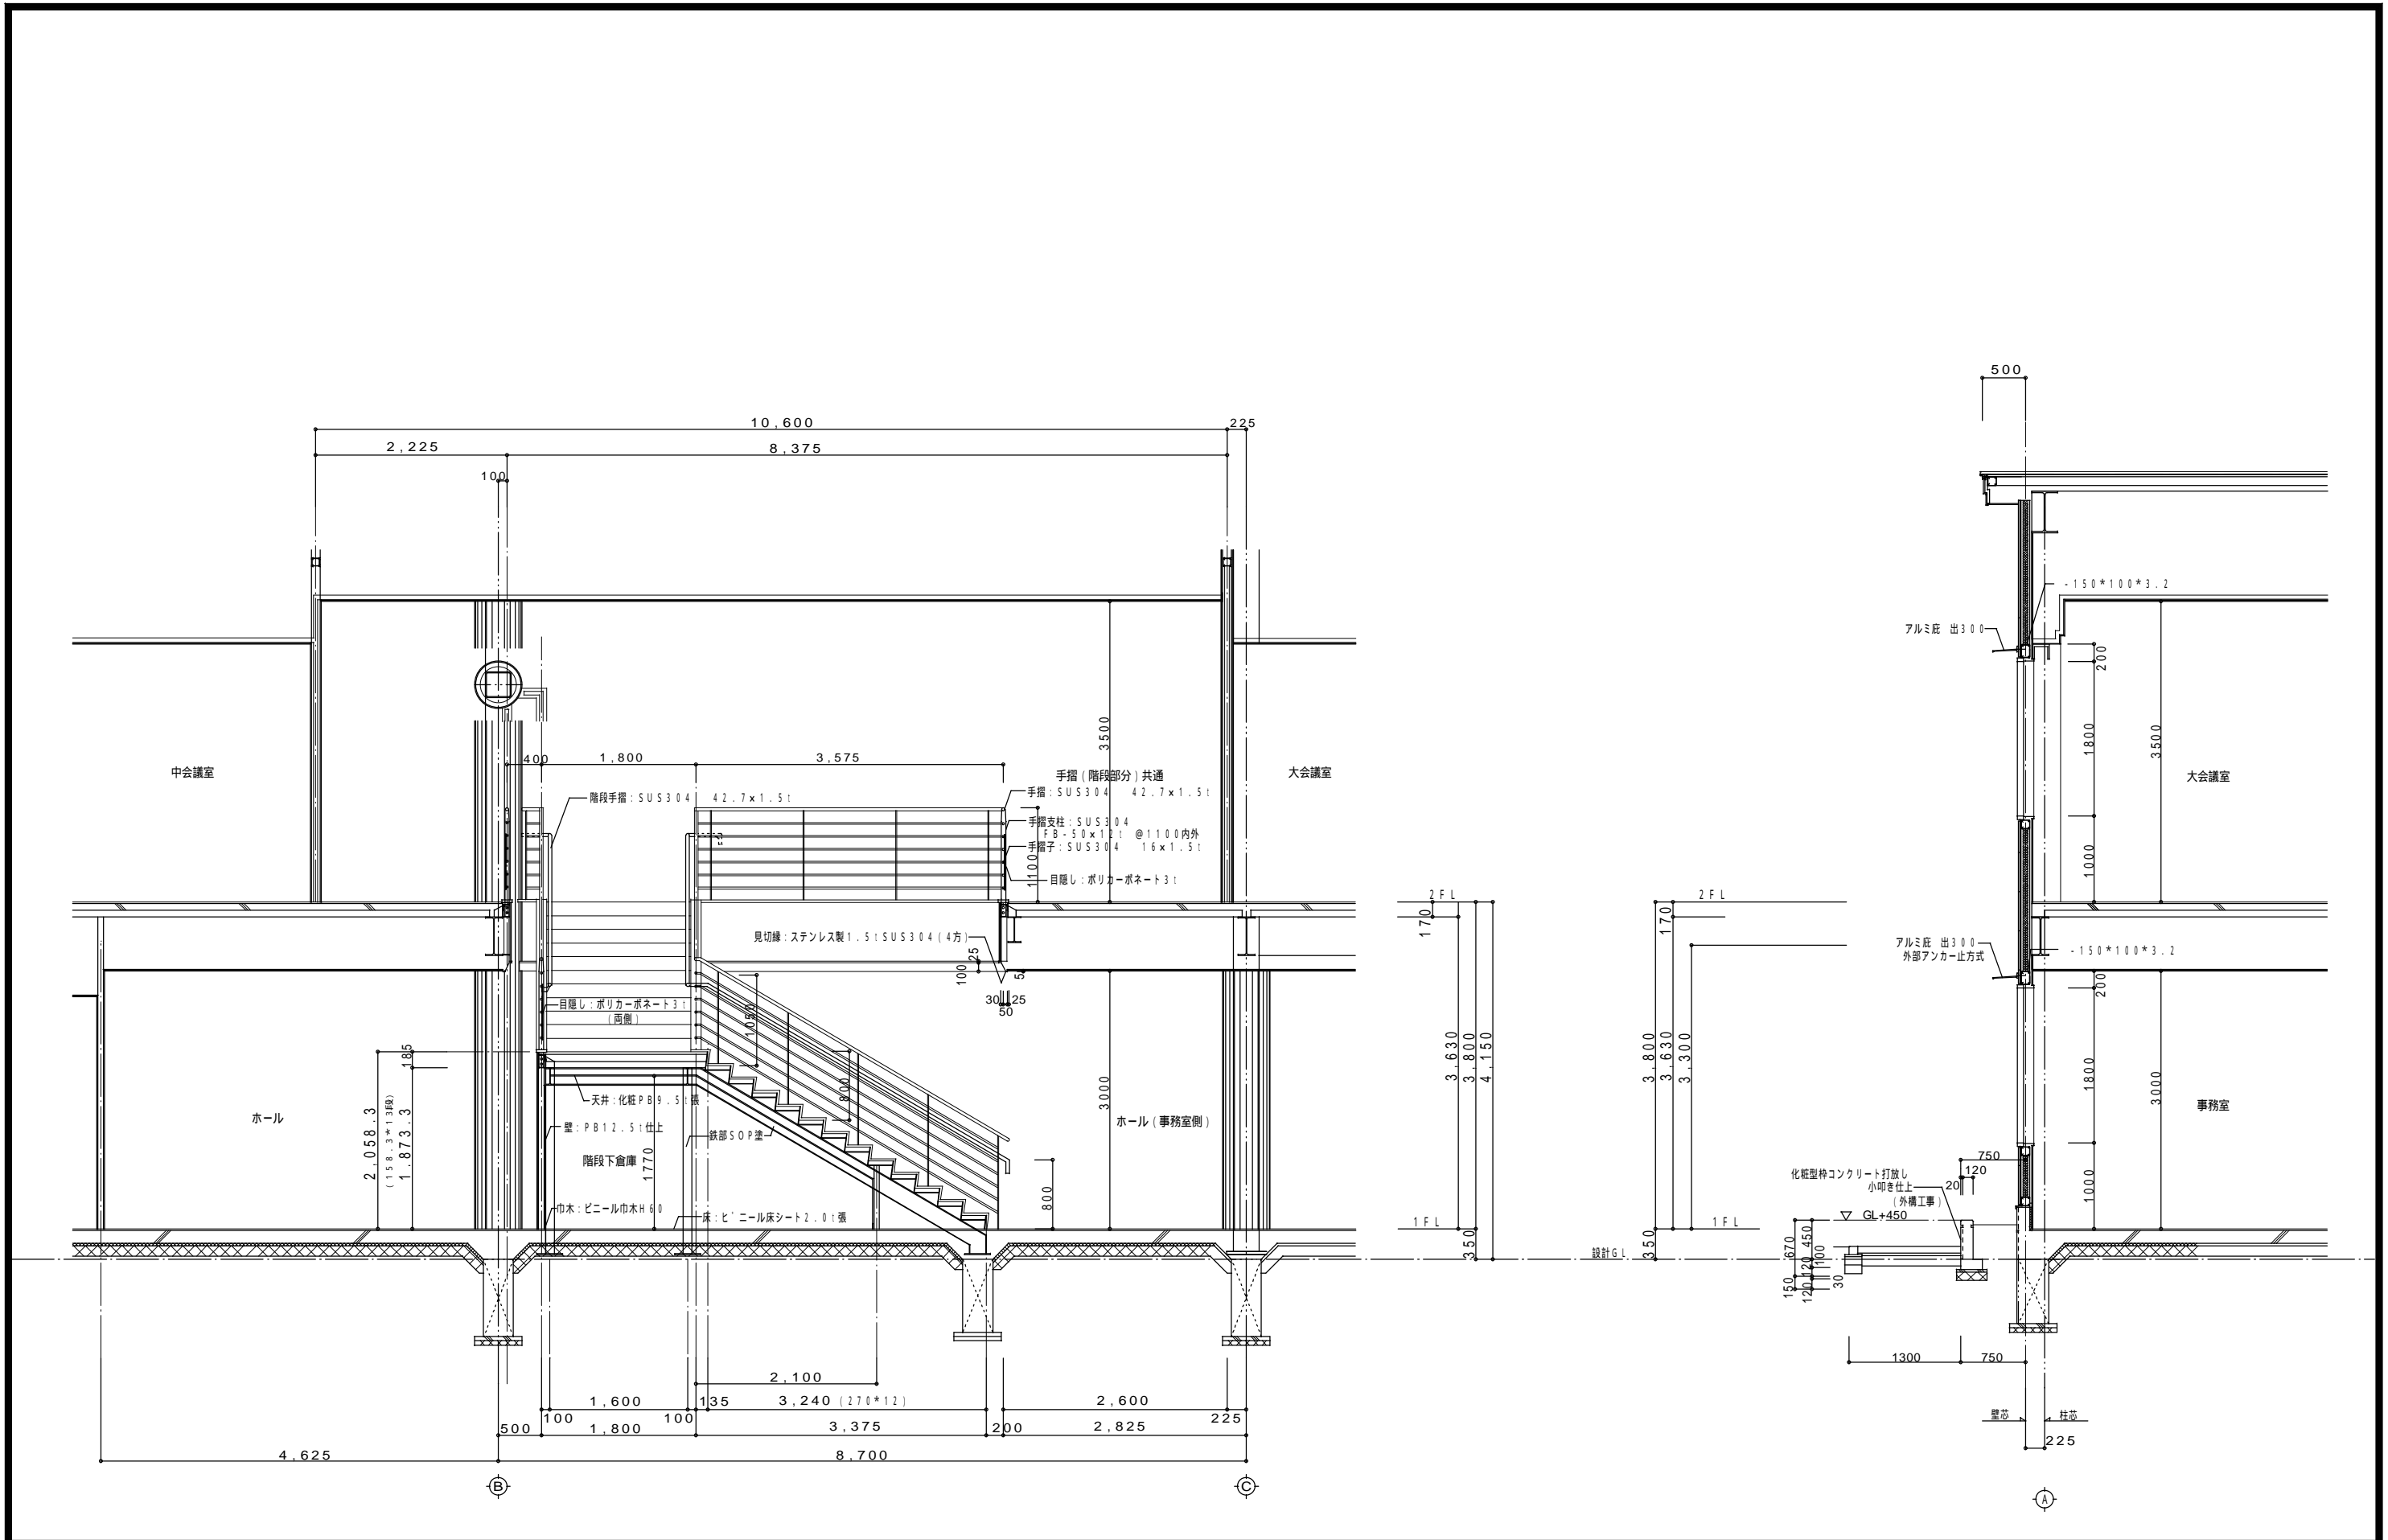 500
10,600
225
2,225
8,375
100
-150*100*3.2
アルミ庇 出300
200
3500
1800
3500
400
1,800
3,575
中会議室
手摺(階段部分)共通
大会議室
大会議室
階段手摺:SUS304 42.7×1.5t
手摺:SUS304 42.7×1.5t
手摺支柱:SUS304
FB-50×12t @1100内外
手摺子:SUS304 16×1.5t
1100
1000
目隠し:ポリカーボネート3t
2FL
2FL
170
170
見切縁:ステンレス製1.5tSUS304(4方)
アルミ庇 出300
外部アンカー止方式
-150*100*3.2
100
25
5
200
30
25
50
目隠し:ポリカーボネート3t
(両側)
1050
185
3,630
3,800
4,150
3,800
3,630
3,300
1800
3000
800
3000
天井:化粧PB9.5t張
ホール
2,058.3
(158.3*13段)
1,873.3
壁:PB12.5t仕上
鉄部SOP塗
ホール(事務室側)
事務室
階段下倉庫
1770
750
120
20
化粧型枠コンクリート打放し
小叩き仕上
(外構工事)
1000
800
巾木:ビニール巾木H60
床:ビニール床シート2.0t張
1FL
1FL
GL+450
350
350
設計GL
670
450
100
120
150
120
30
1300
750
2,100
1,600
135
3,240 (270*12)
2,600
100
100
225
500
1,800
3,375
200
2,825
壁芯
柱芯
225
4,625
8,700
B
C
A